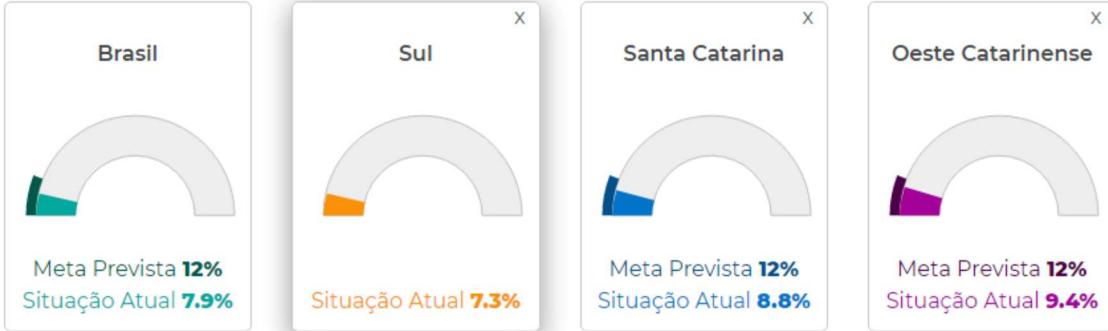 Brasil
Meta Prevista 12%
Situação Atual 7.9%
X
Sul
Situação Atual 7.3%
X
Santa Catarina
Meta Prevista 12%
Situação Atual 8.8%
X
Oeste Catarinense
Meta Prevista 12%
Situação Atual 9.4%